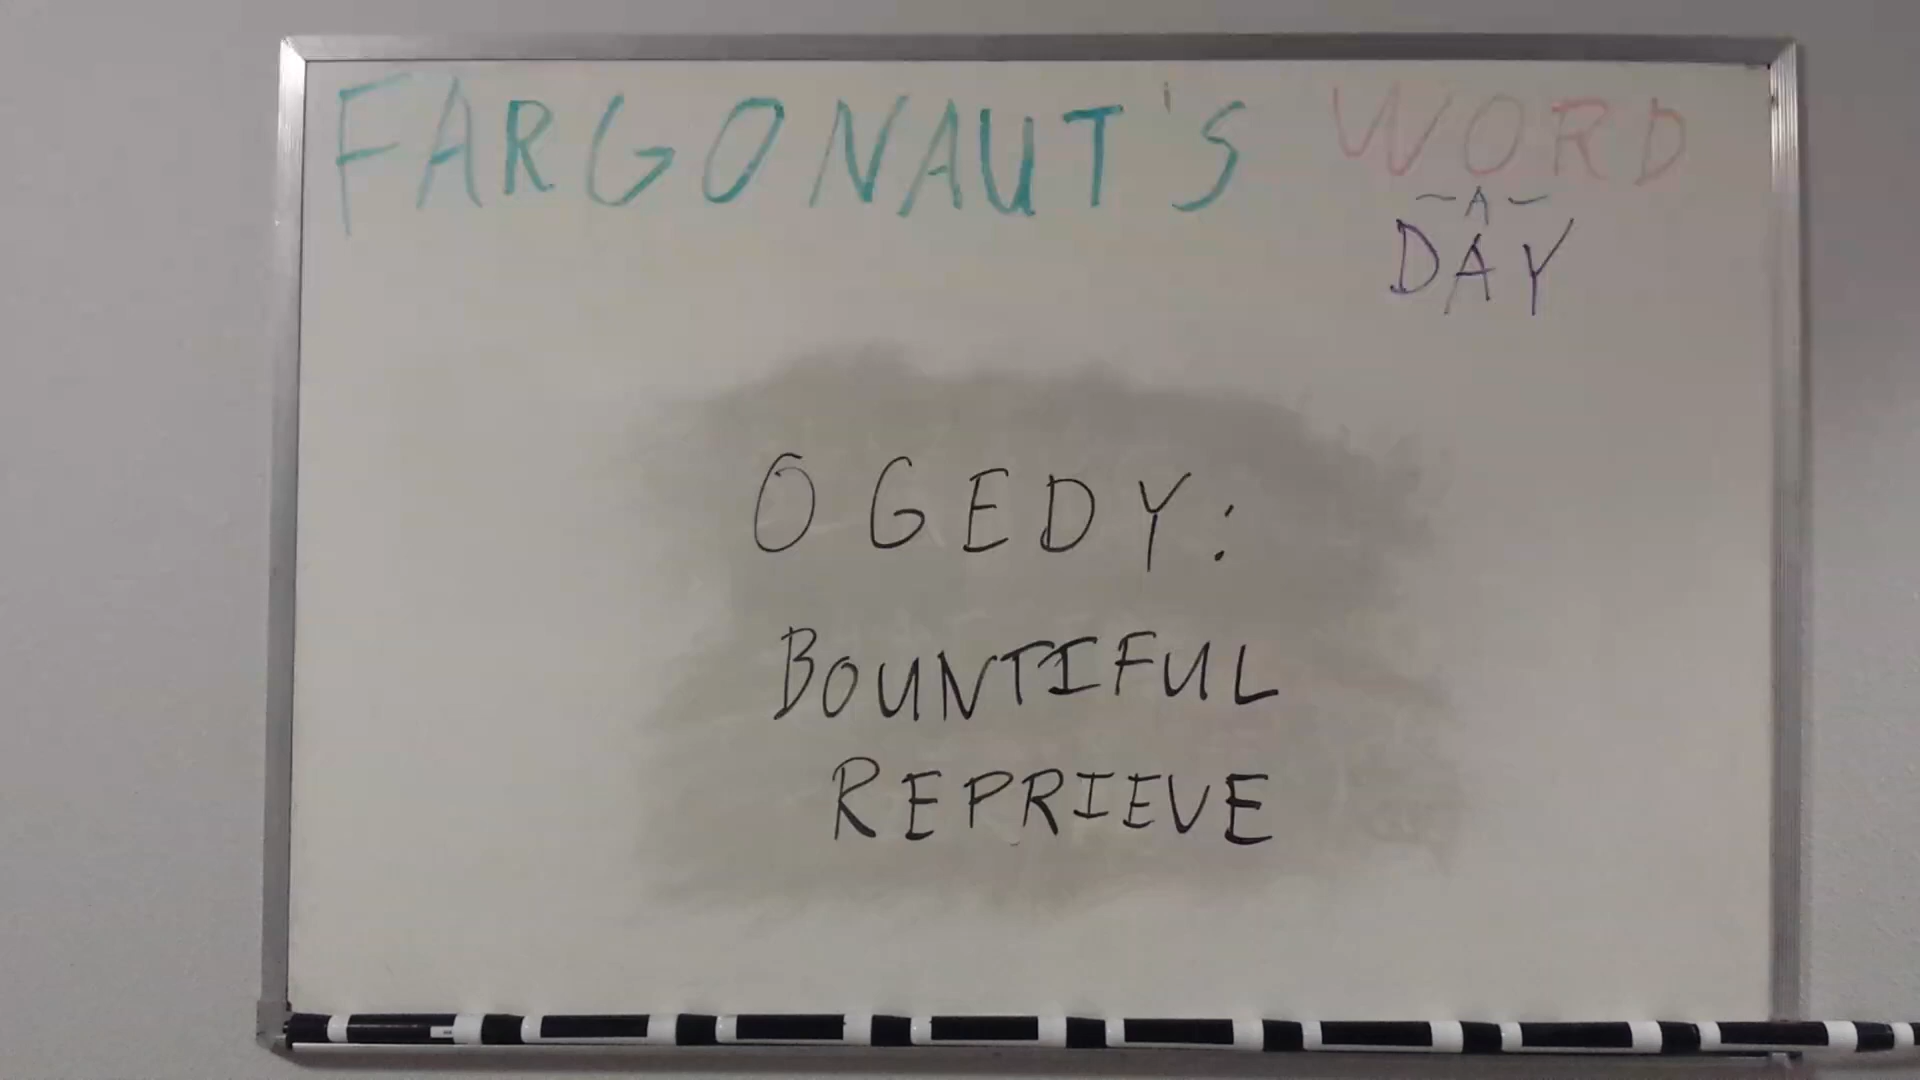 FARGONAUT'S WORD
~A~
DAY
OGEDY:
BOUNTIFUL
REPRIEVE